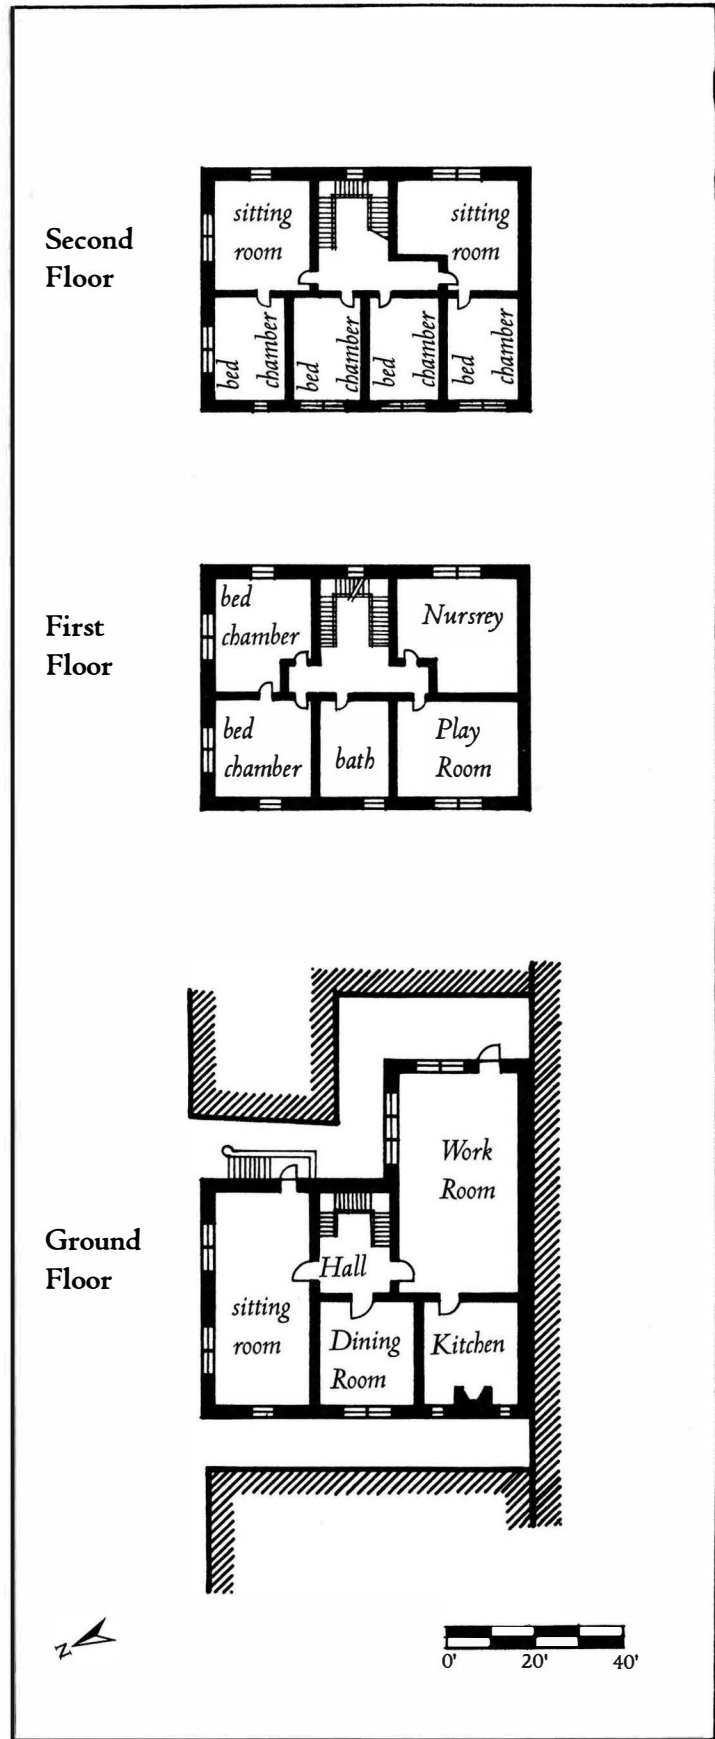 Second
Floor
sitting
room
sitting
room
bed
chamber
bed
chamber
bed
chamber
bed
chamber
First
Floor
bed
chamber
Nursrey
bed
chamber
bath
Play
Room
Ground
Floor
Work
Room
Hall
sitting
room
Dining
Room
Kitchen
N
0' 20' 40'